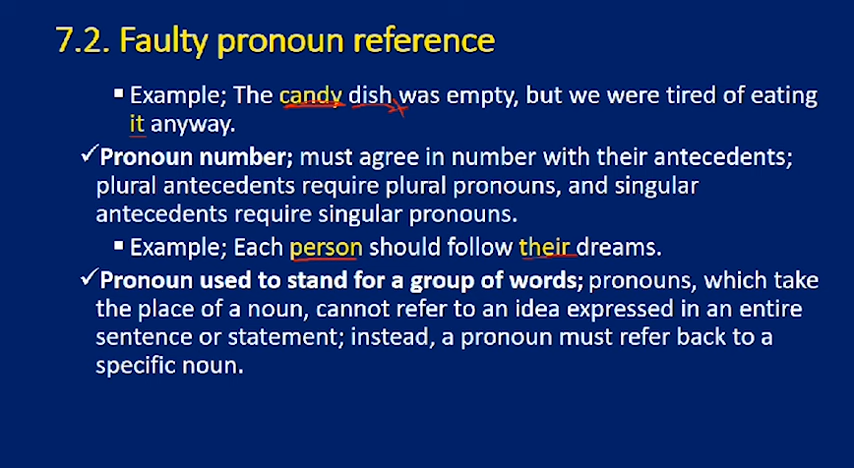 7.2. Faulty pronoun reference
▪ Example; The candy dish was empty, but we were tired of eating
it anyway.
✓Pronoun number; must agree in number with their antecedents;
plural antecedents require plural pronouns, and singular
antecedents require singular pronouns.
▪ Example; Each person should follow their dreams.
✓Pronoun used to stand for a group of words; pronouns, which take
the place of a noun, cannot refer to an idea expressed in an entire
sentence or statement; instead, a pronoun must refer back to a
specific noun.